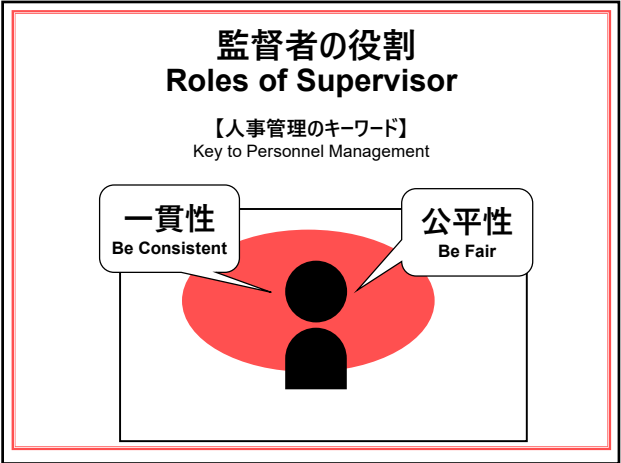 監督者の役割
Roles of Supervisor
【人事管理のキーワード】
Key to Personnel Management
一貫性
Be Consistent
公平性
Be Fair